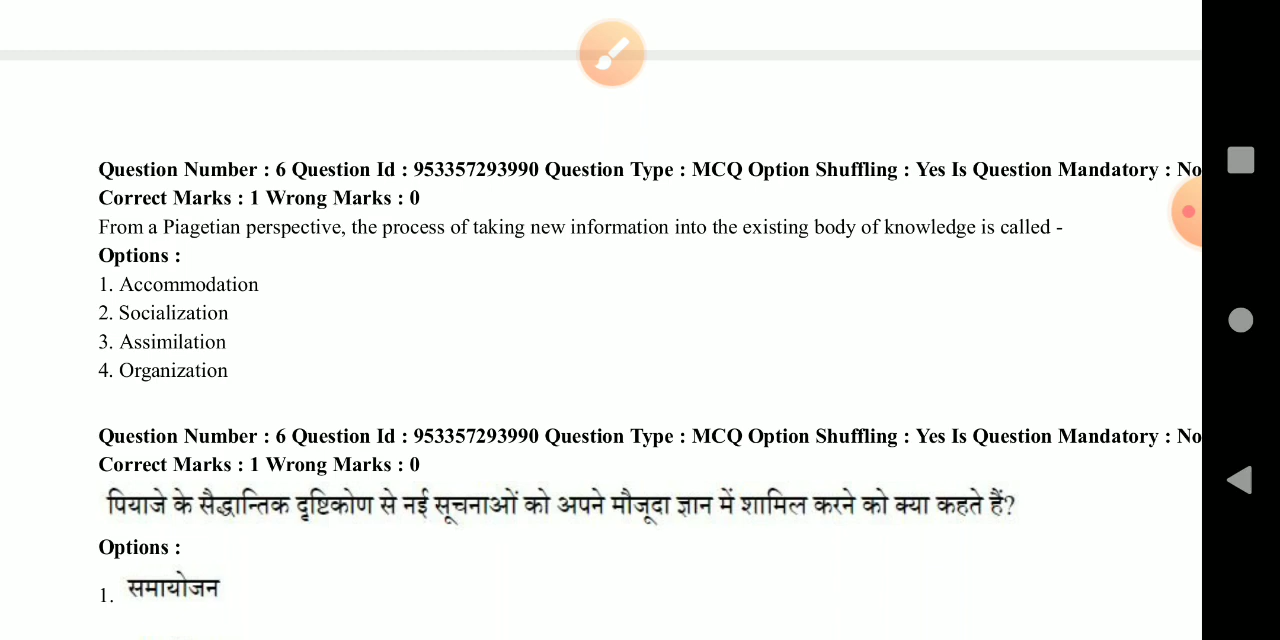 Question Number : 6 Question Id : 953357293990 Question Type : MCQ Option Shuffling : Yes Is Question Mandatory : No
Correct Marks : 1 Wrong Marks : 0
From a Piagetian perspective, the process of taking new information into the existing body of knowledge is called -
Options :
1. Accommodation
2. Socialization
3. Assimilation
4. Organization
Question Number : 6 Question Id : 953357293990 Question Type : MCQ Option Shuffling : Yes Is Question Mandatory : No
Correct Marks : 1 Wrong Marks : 0
पियाजे के सैद्धान्तिक दृष्टिकोण से नई सूचनाओं को अपने मौजूदा ज्ञान में शामिल करने को क्या कहते हैं?
Options :
1. समायोजन